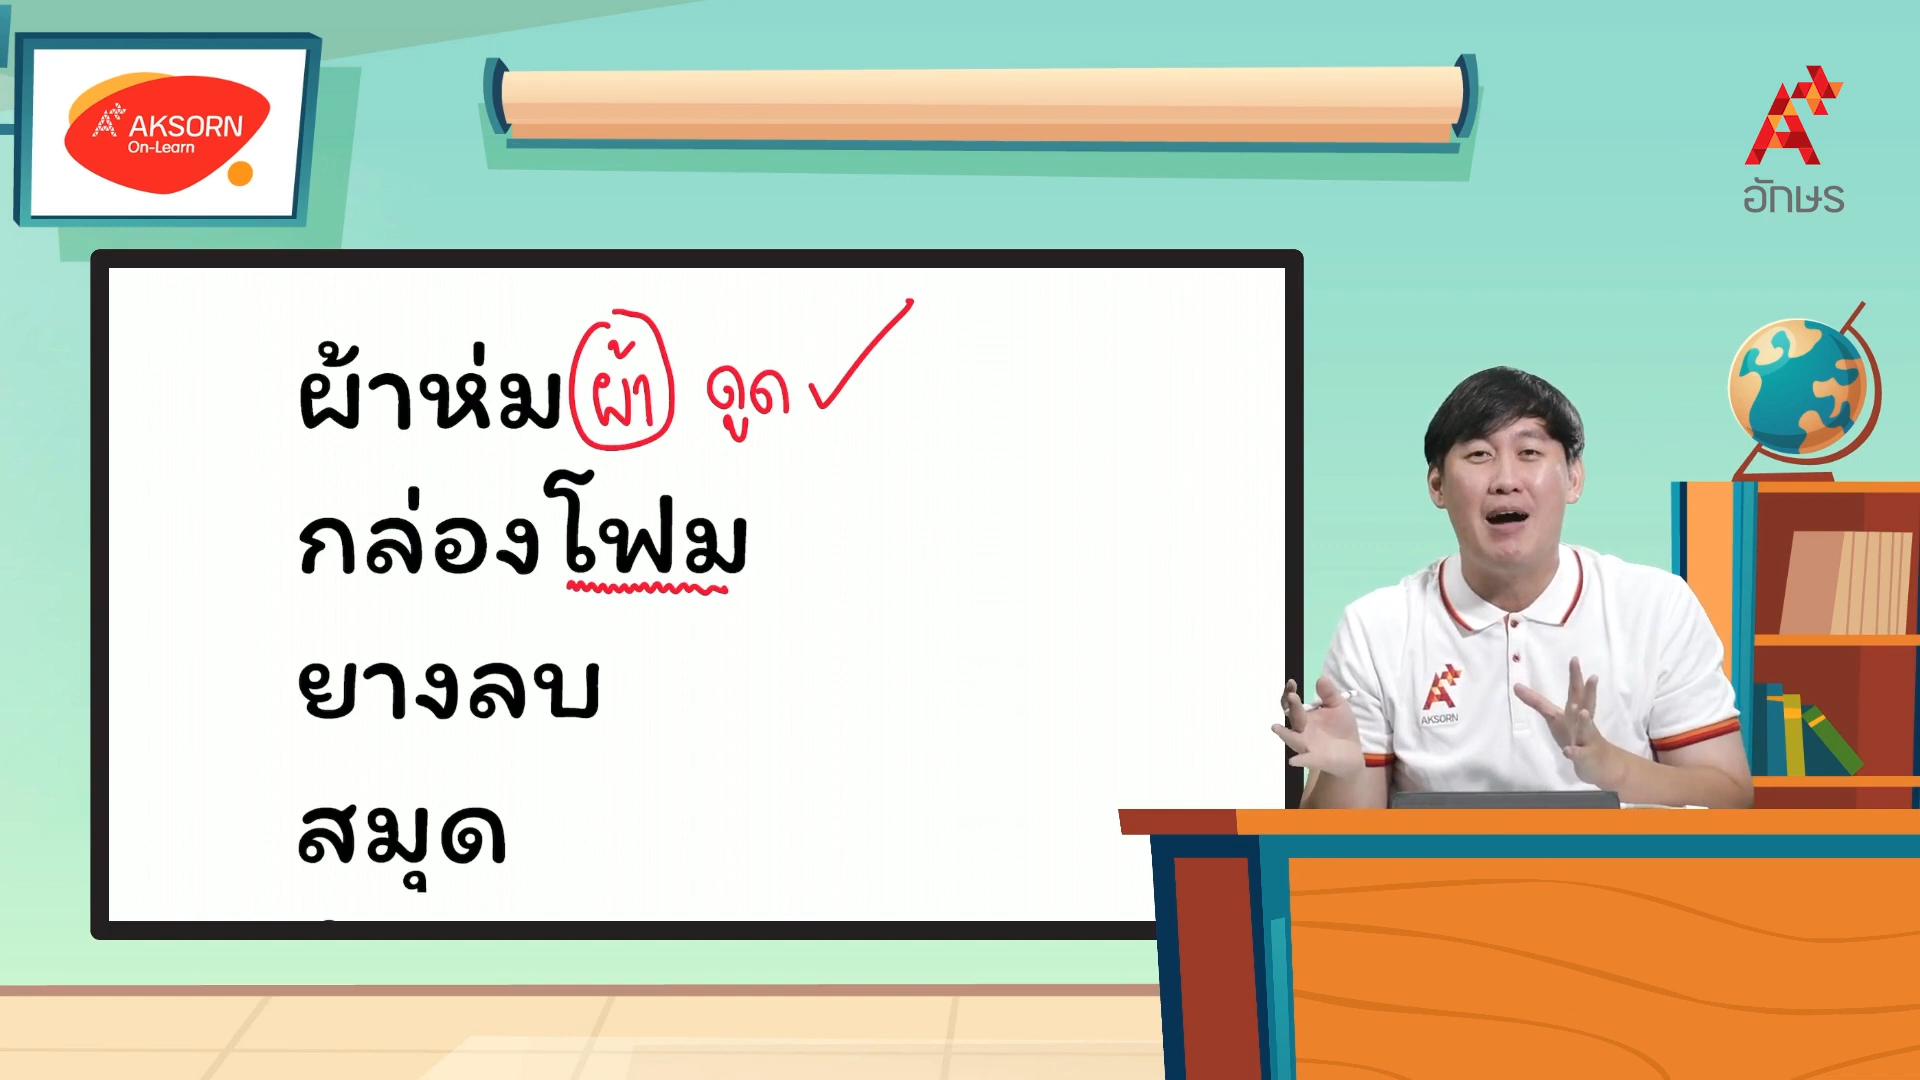 AKSORN
On-Learn
อักษร
ผ้าห่ม ผ้า ดูด
กล่องโฟม
ยางลบ
สมุด
AKSORN